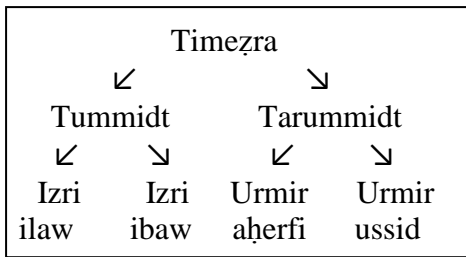 Timeẓra
↙ ↘
Tummidt Tarummidt
↙ ↘ ↙ ↘
Izri Izri Urmir Urmir
ilaw ibaw aḥerfi ussid